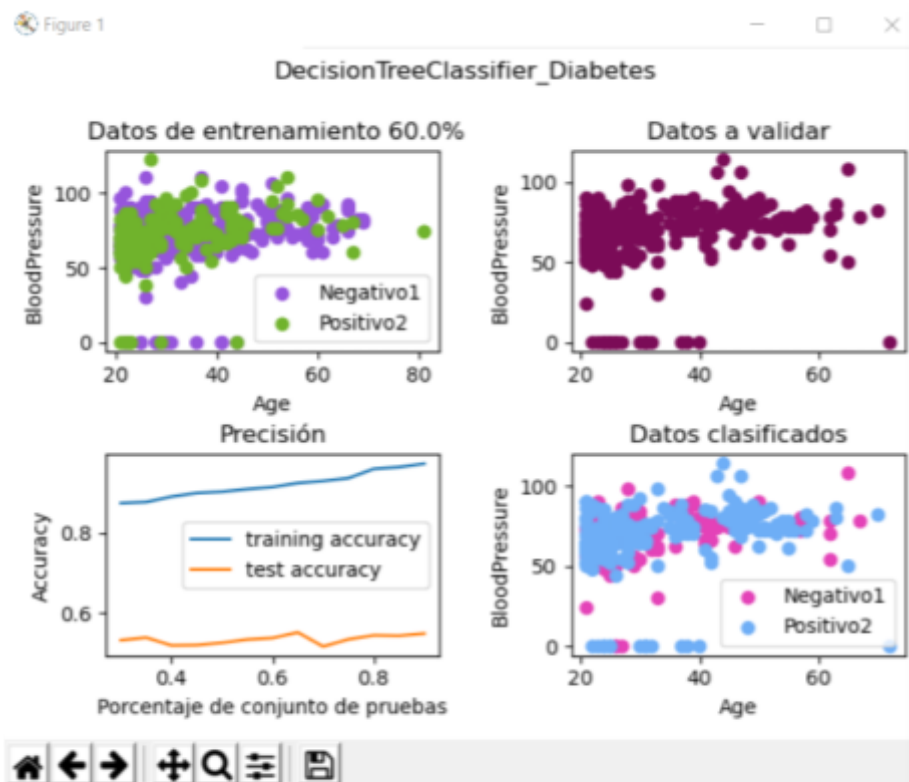 Figure 1
DecisionTreeClassifier_Diabetes
Datos de entrenamiento 60.0%
BloodPressure
100
50
0
Negativo1
Positivo2
20 40 60 80
Age
Datos a validar
BloodPressure
100
50
0
20 40 60
Age
Precisión
Accuracy
0.8
0.6
training accuracy
test accuracy
0.4 0.6 0.8
Porcentaje de conjunto de pruebas
Datos clasificados
BloodPressure
100
50
0
Negativo1
Positivo2
20 40 60
Age